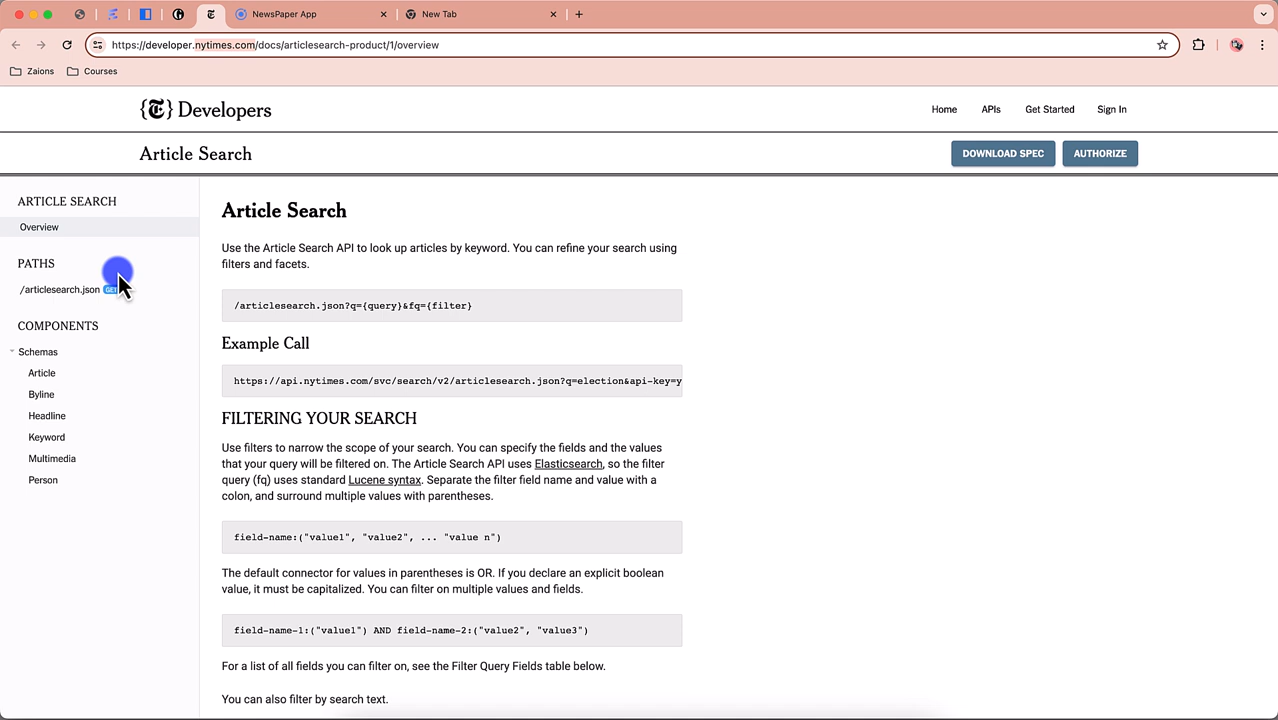 NewsPaper App
New Tab
https://developer.nytimes.com/docs/articlesearch-product/1/overview
Zaions
Courses
{T} Developers
Home
APIs
Get Started
Sign In
Article Search
DOWNLOAD SPEC
AUTHORIZE
ARTICLE SEARCH
Overview
PATHS
/articlesearch.json
COMPONENTS
Schemas
Article
Byline
Headline
Keyword
Multimedia
Person
Article Search
Use the Article Search API to look up articles by keyword. You can refine your search using
filters and facets.
/articlesearch.json?q={query}&fq={filter}
Example Call
https://api.nytimes.com/svc/search/v2/articlesearch.json?q=election&api-key=y
FILTERING YOUR SEARCH
Use filters to narrow the scope of your search. You can specify the fields and the values
that your query will be filtered on. The Article Search API uses Elasticsearch, so the filter
query (fq) uses standard Lucene syntax. Separate the filter field name and value with a
colon, and surround multiple values with parentheses.
field-name:("value1", "value2", ... "value n")
The default connector for values in parentheses is OR. If you declare an explicit boolean
value, it must be capitalized. You can filter on multiple values and fields.
field-name-1:("value1") AND field-name-2:("value2", "value3")
For a list of all fields you can filter on, see the Filter Query Fields table below.
You can also filter by search text.